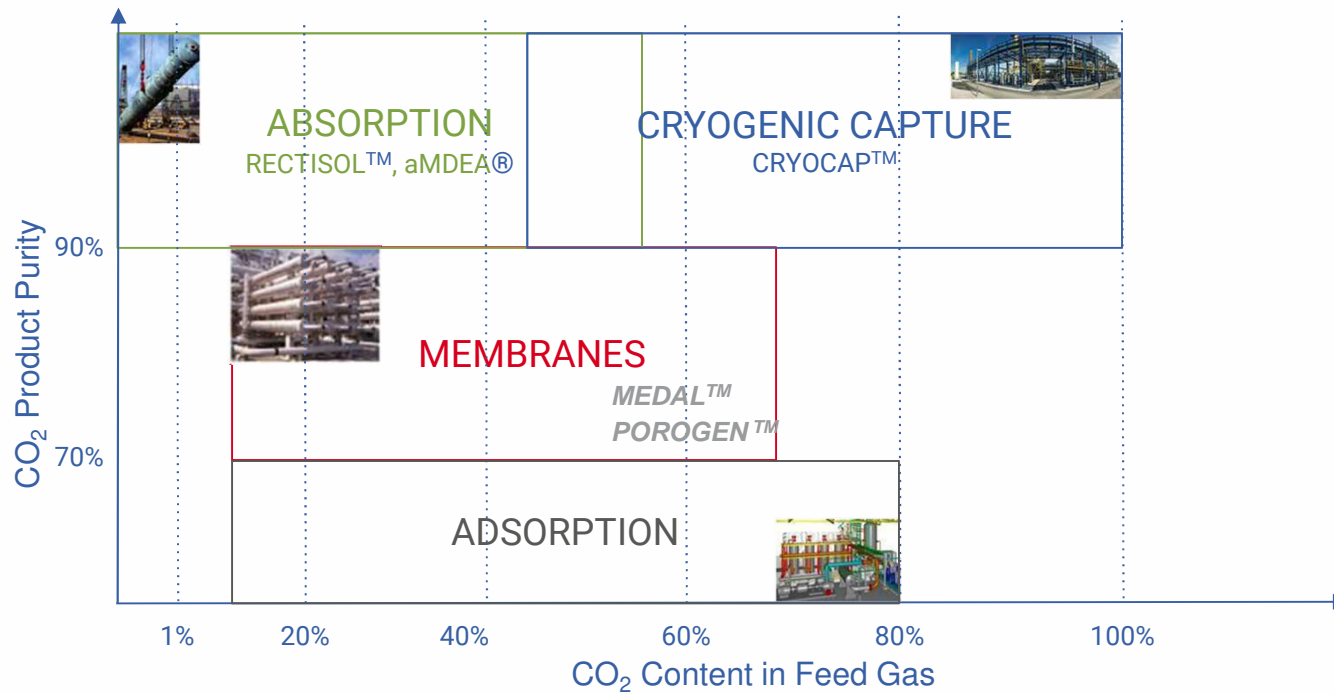 ABSORPTION
RECTISOL™, aMDEA®
CRYOGENIC CAPTURE
CRYOCAP™
CO₂ Product Purity
90%
MEMBRANES
MEDAL™
POROGEN™
70%
ADSORPTION
1%
20%
40%
60%
80%
100%
CO₂ Content in Feed Gas